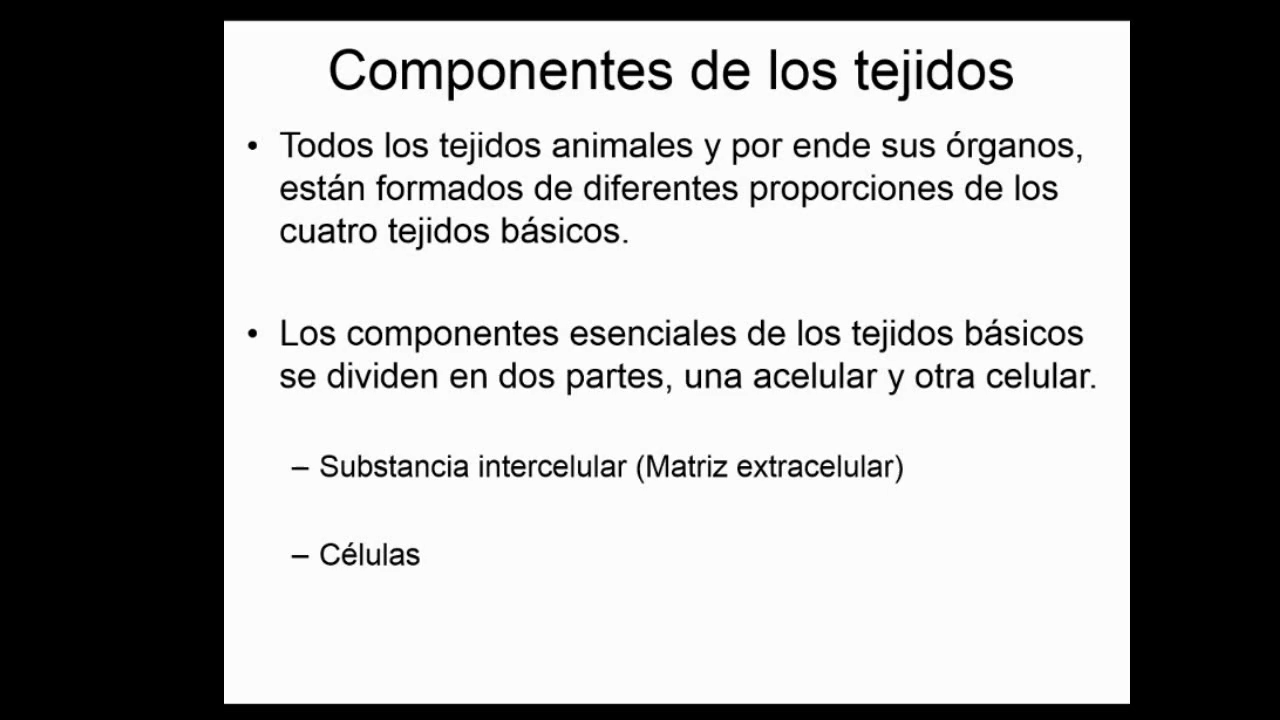 Componentes de los tejidos
• Todos los tejidos animales y por ende sus órganos,
están formados de diferentes proporciones de los
cuatro tejidos básicos.
• Los componentes esenciales de los tejidos básicos
se dividen en dos partes, una acelular y otra celular.
– Substancia intercelular (Matriz extracelular)
– Células